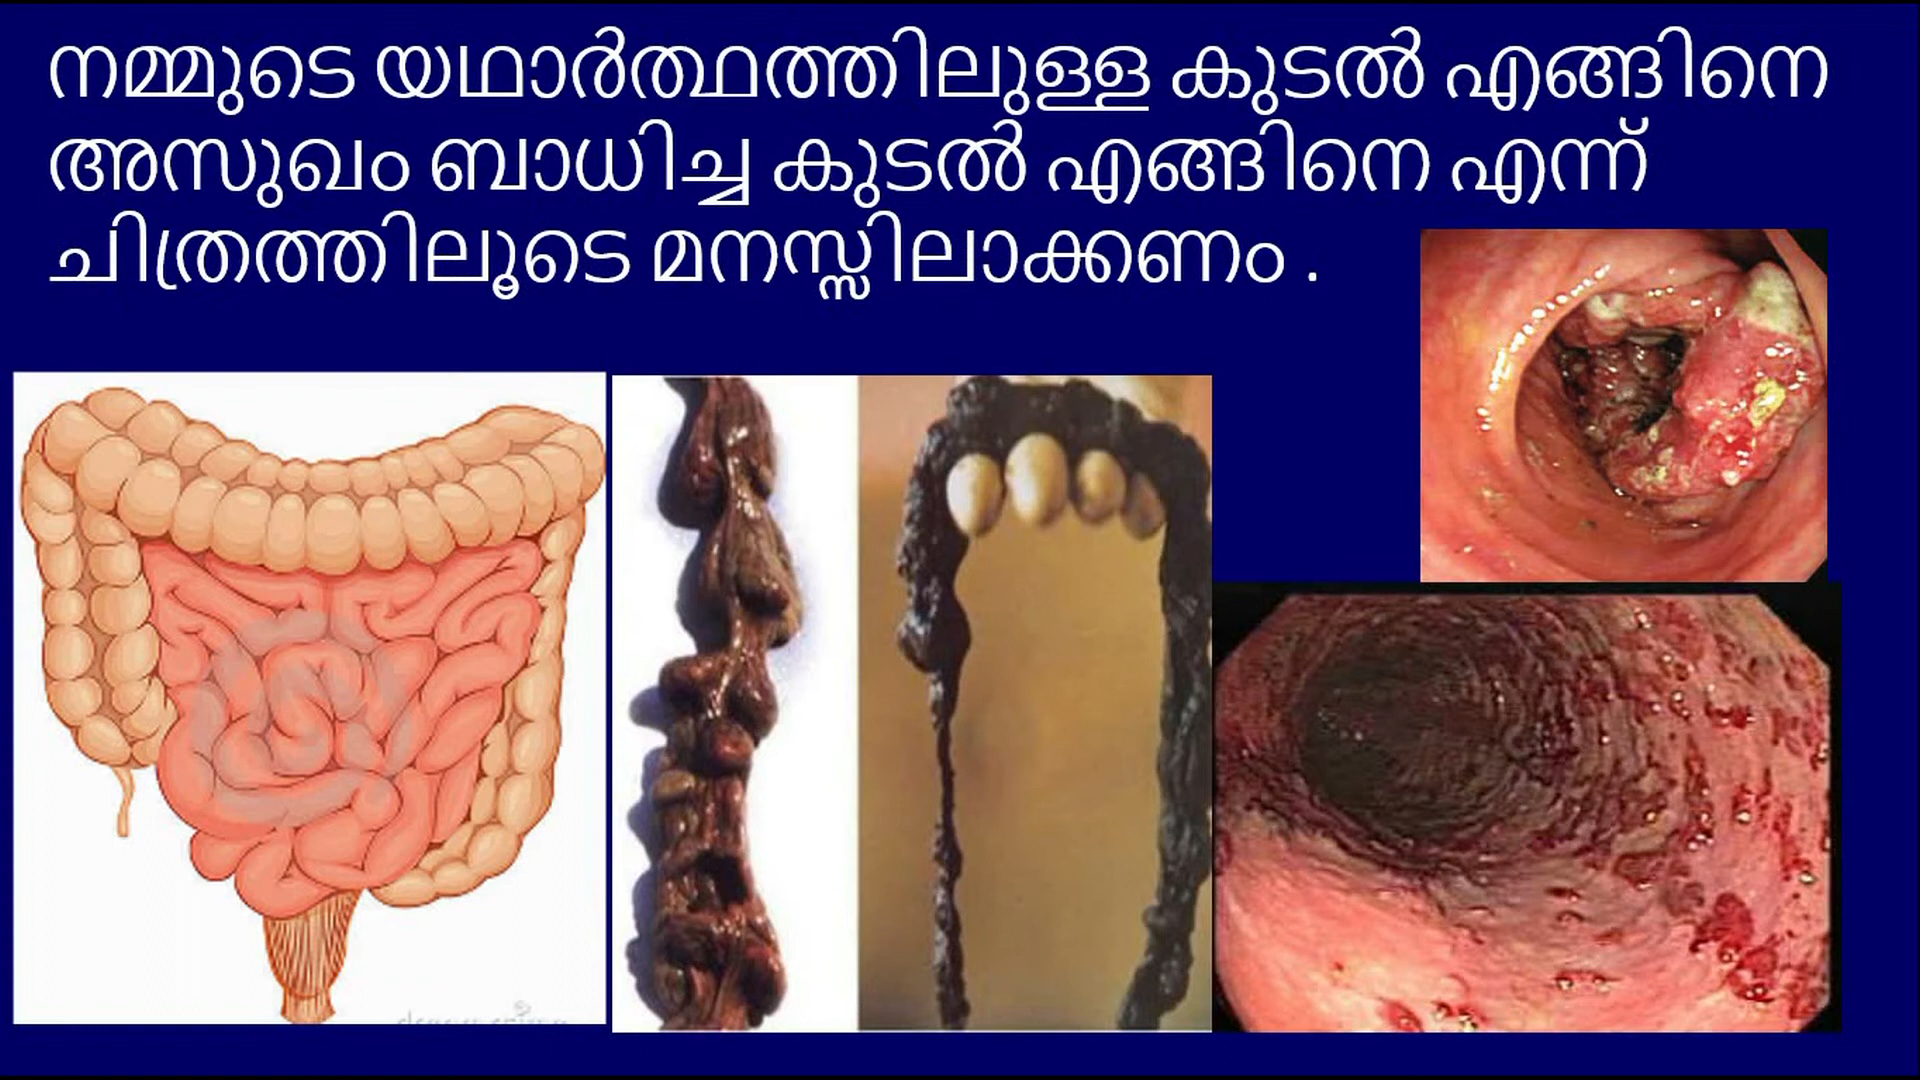 നമ്മുടെ യഥാർത്ഥത്തിലുള്ള കുടൽ എങ്ങിനെ
അസുഖം ബാധിച്ച കുടൽ എങ്ങിനെ എന്ന്
ചിത്രത്തിലൂടെ മനസ്സിലാക്കണം .